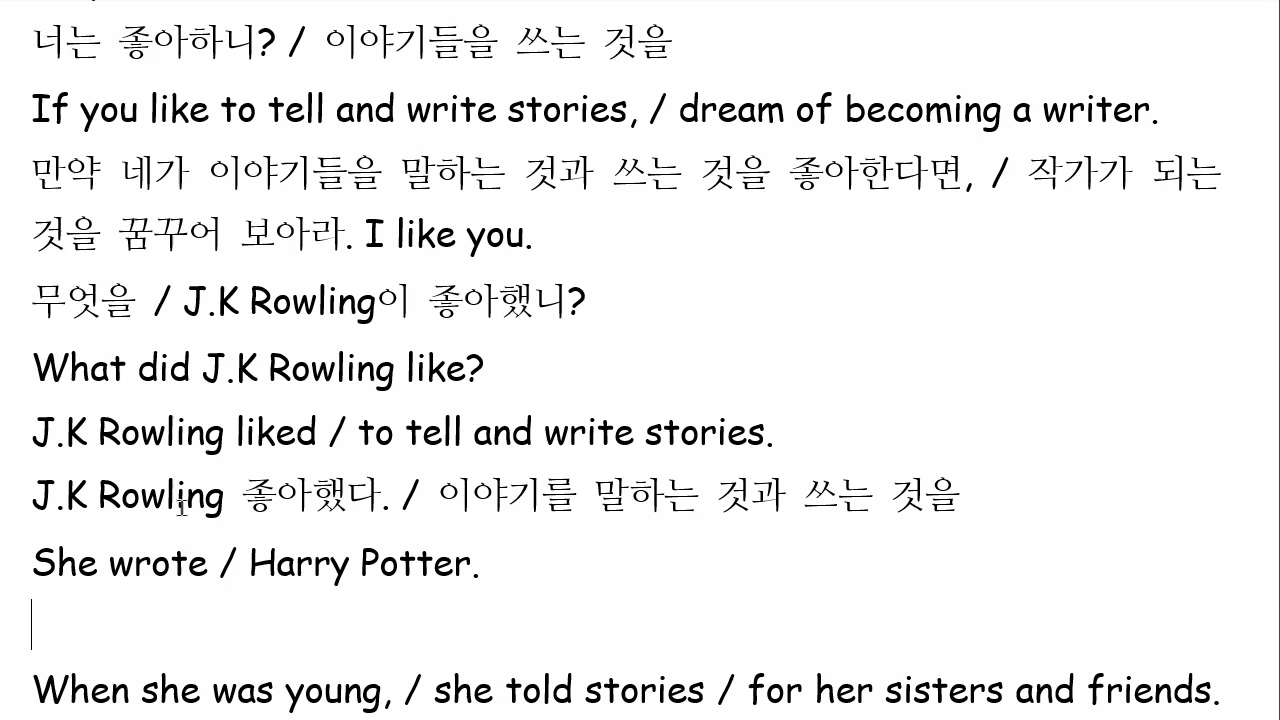 너는 좋아하니? / 이야기들을 쓰는 것을
If you like to tell and write stories, / dream of becoming a writer.
만약 네가 이야기들을 말하는 것과 쓰는 것을 좋아한다면, / 작가가 되는
것을 꿈꾸어 보아라. I like you.
무엇을 / J.K Rowling이 좋아했니?
What did J.K Rowling like?
J.K Rowling liked / to tell and write stories.
J.K Rowling 좋아했다. / 이야기를 말하는 것과 쓰는 것을
She wrote / Harry Potter.
When she was young, / she told stories / for her sisters and friends.